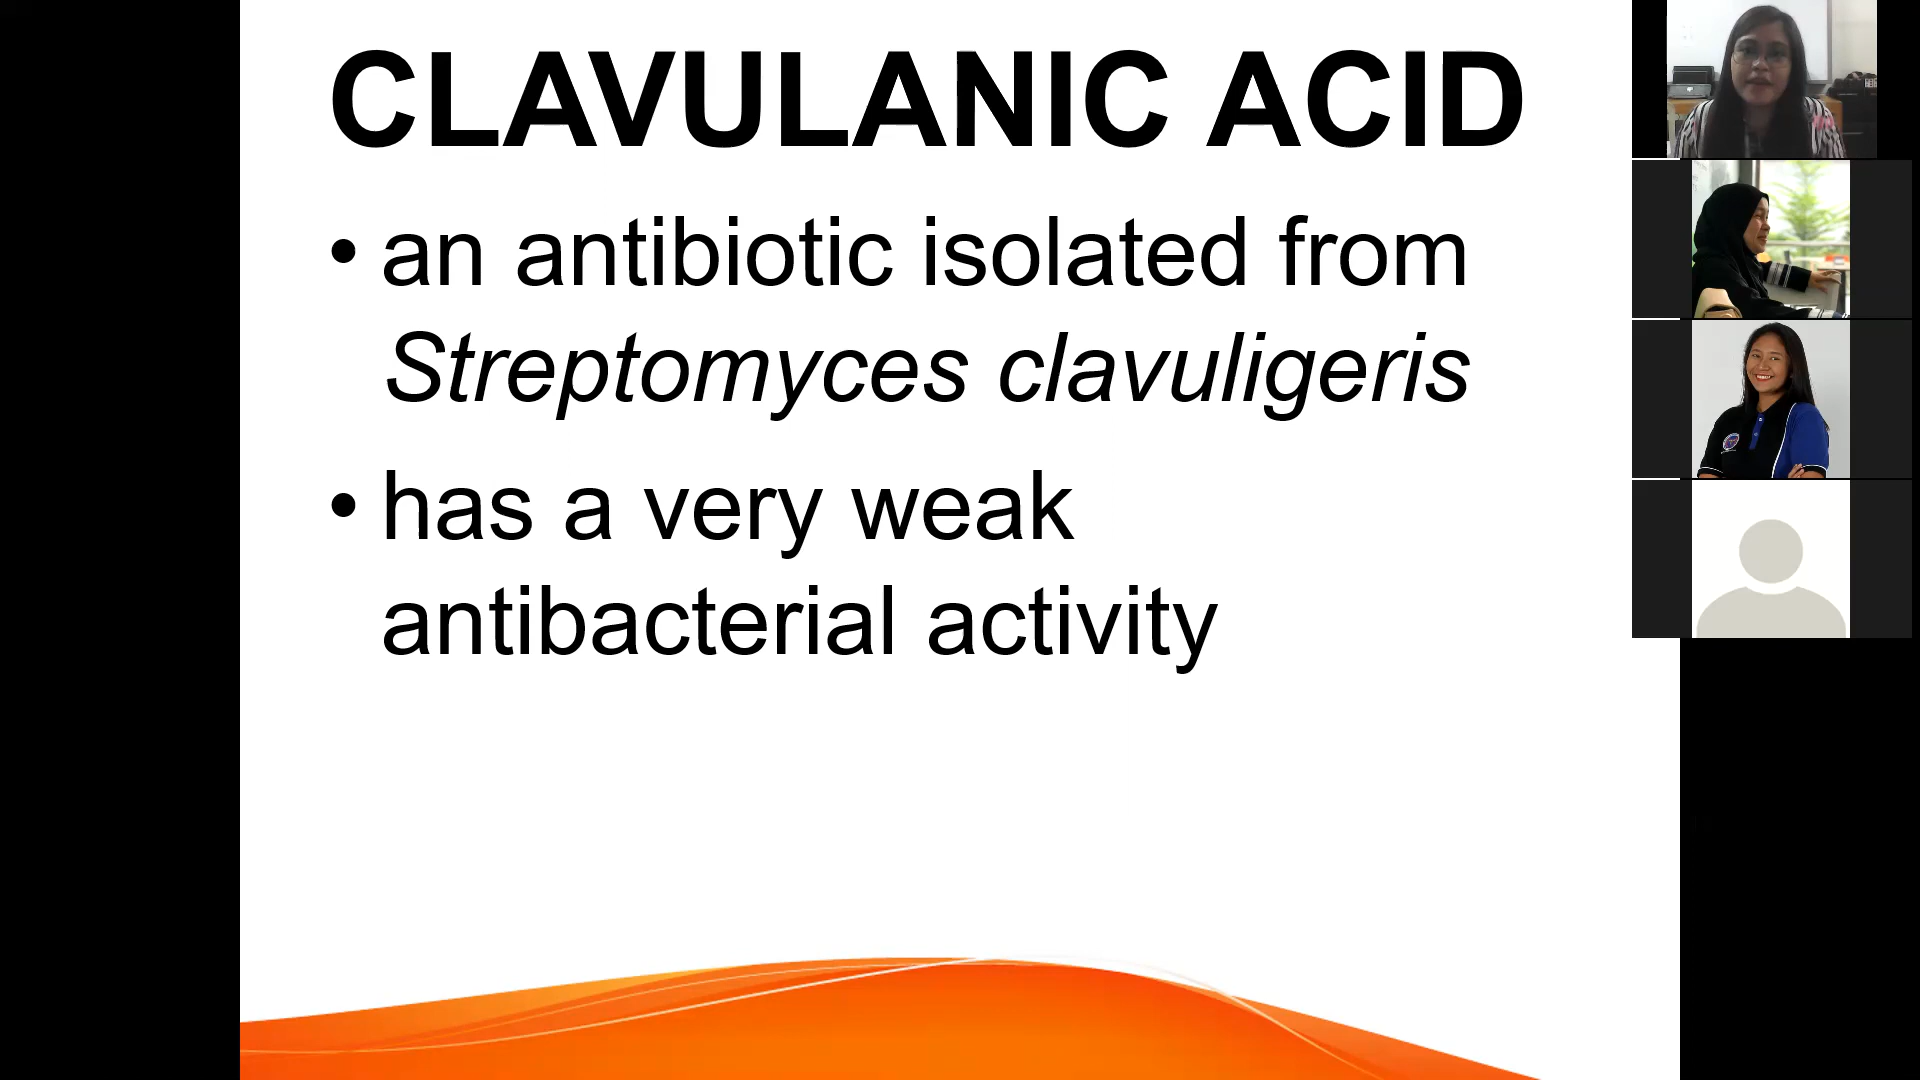 CLAVULANIC ACID
• an antibiotic isolated from
Streptomyces clavuligeris
• has a very weak
antibacterial activity